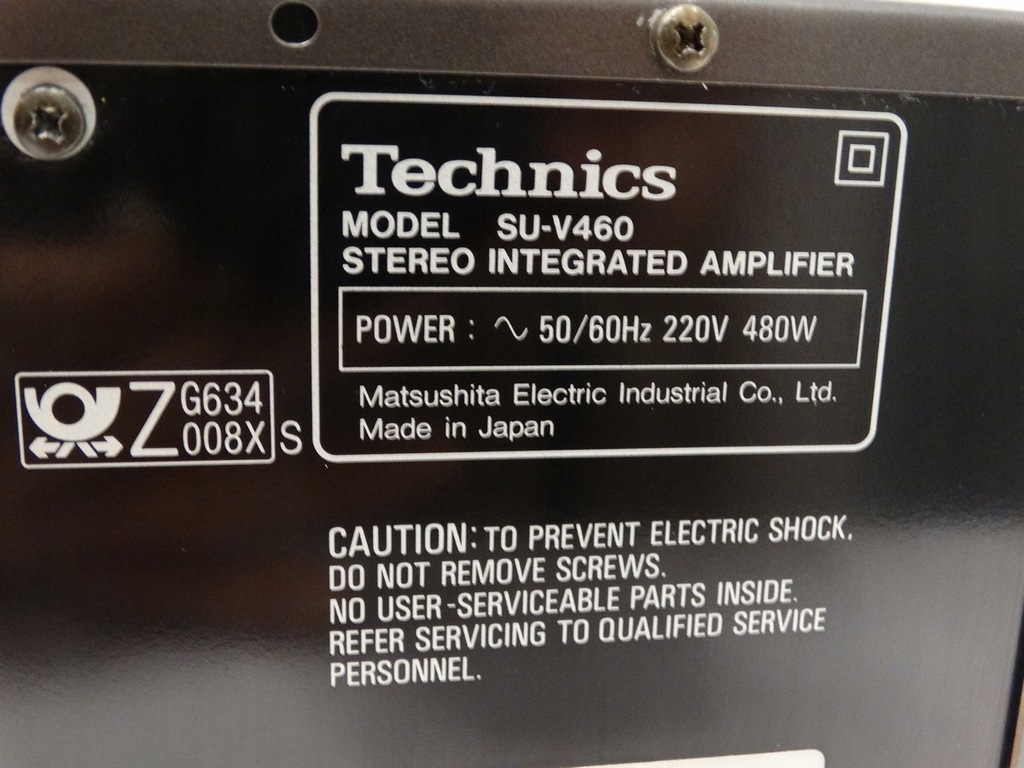 Technics
MODEL SU-V460
STEREO INTEGRATED AMPLIFIER
POWER : ∿ 50/60Hz 220V 480W
Matsushita Electric Industrial Co., Ltd.
Made in Japan
Z G634
008X S
CAUTION: TO PREVENT ELECTRIC SHOCK,
DO NOT REMOVE SCREWS.
NO USER-SERVICEABLE PARTS INSIDE.
REFER SERVICING TO QUALIFIED SERVICE
PERSONNEL.